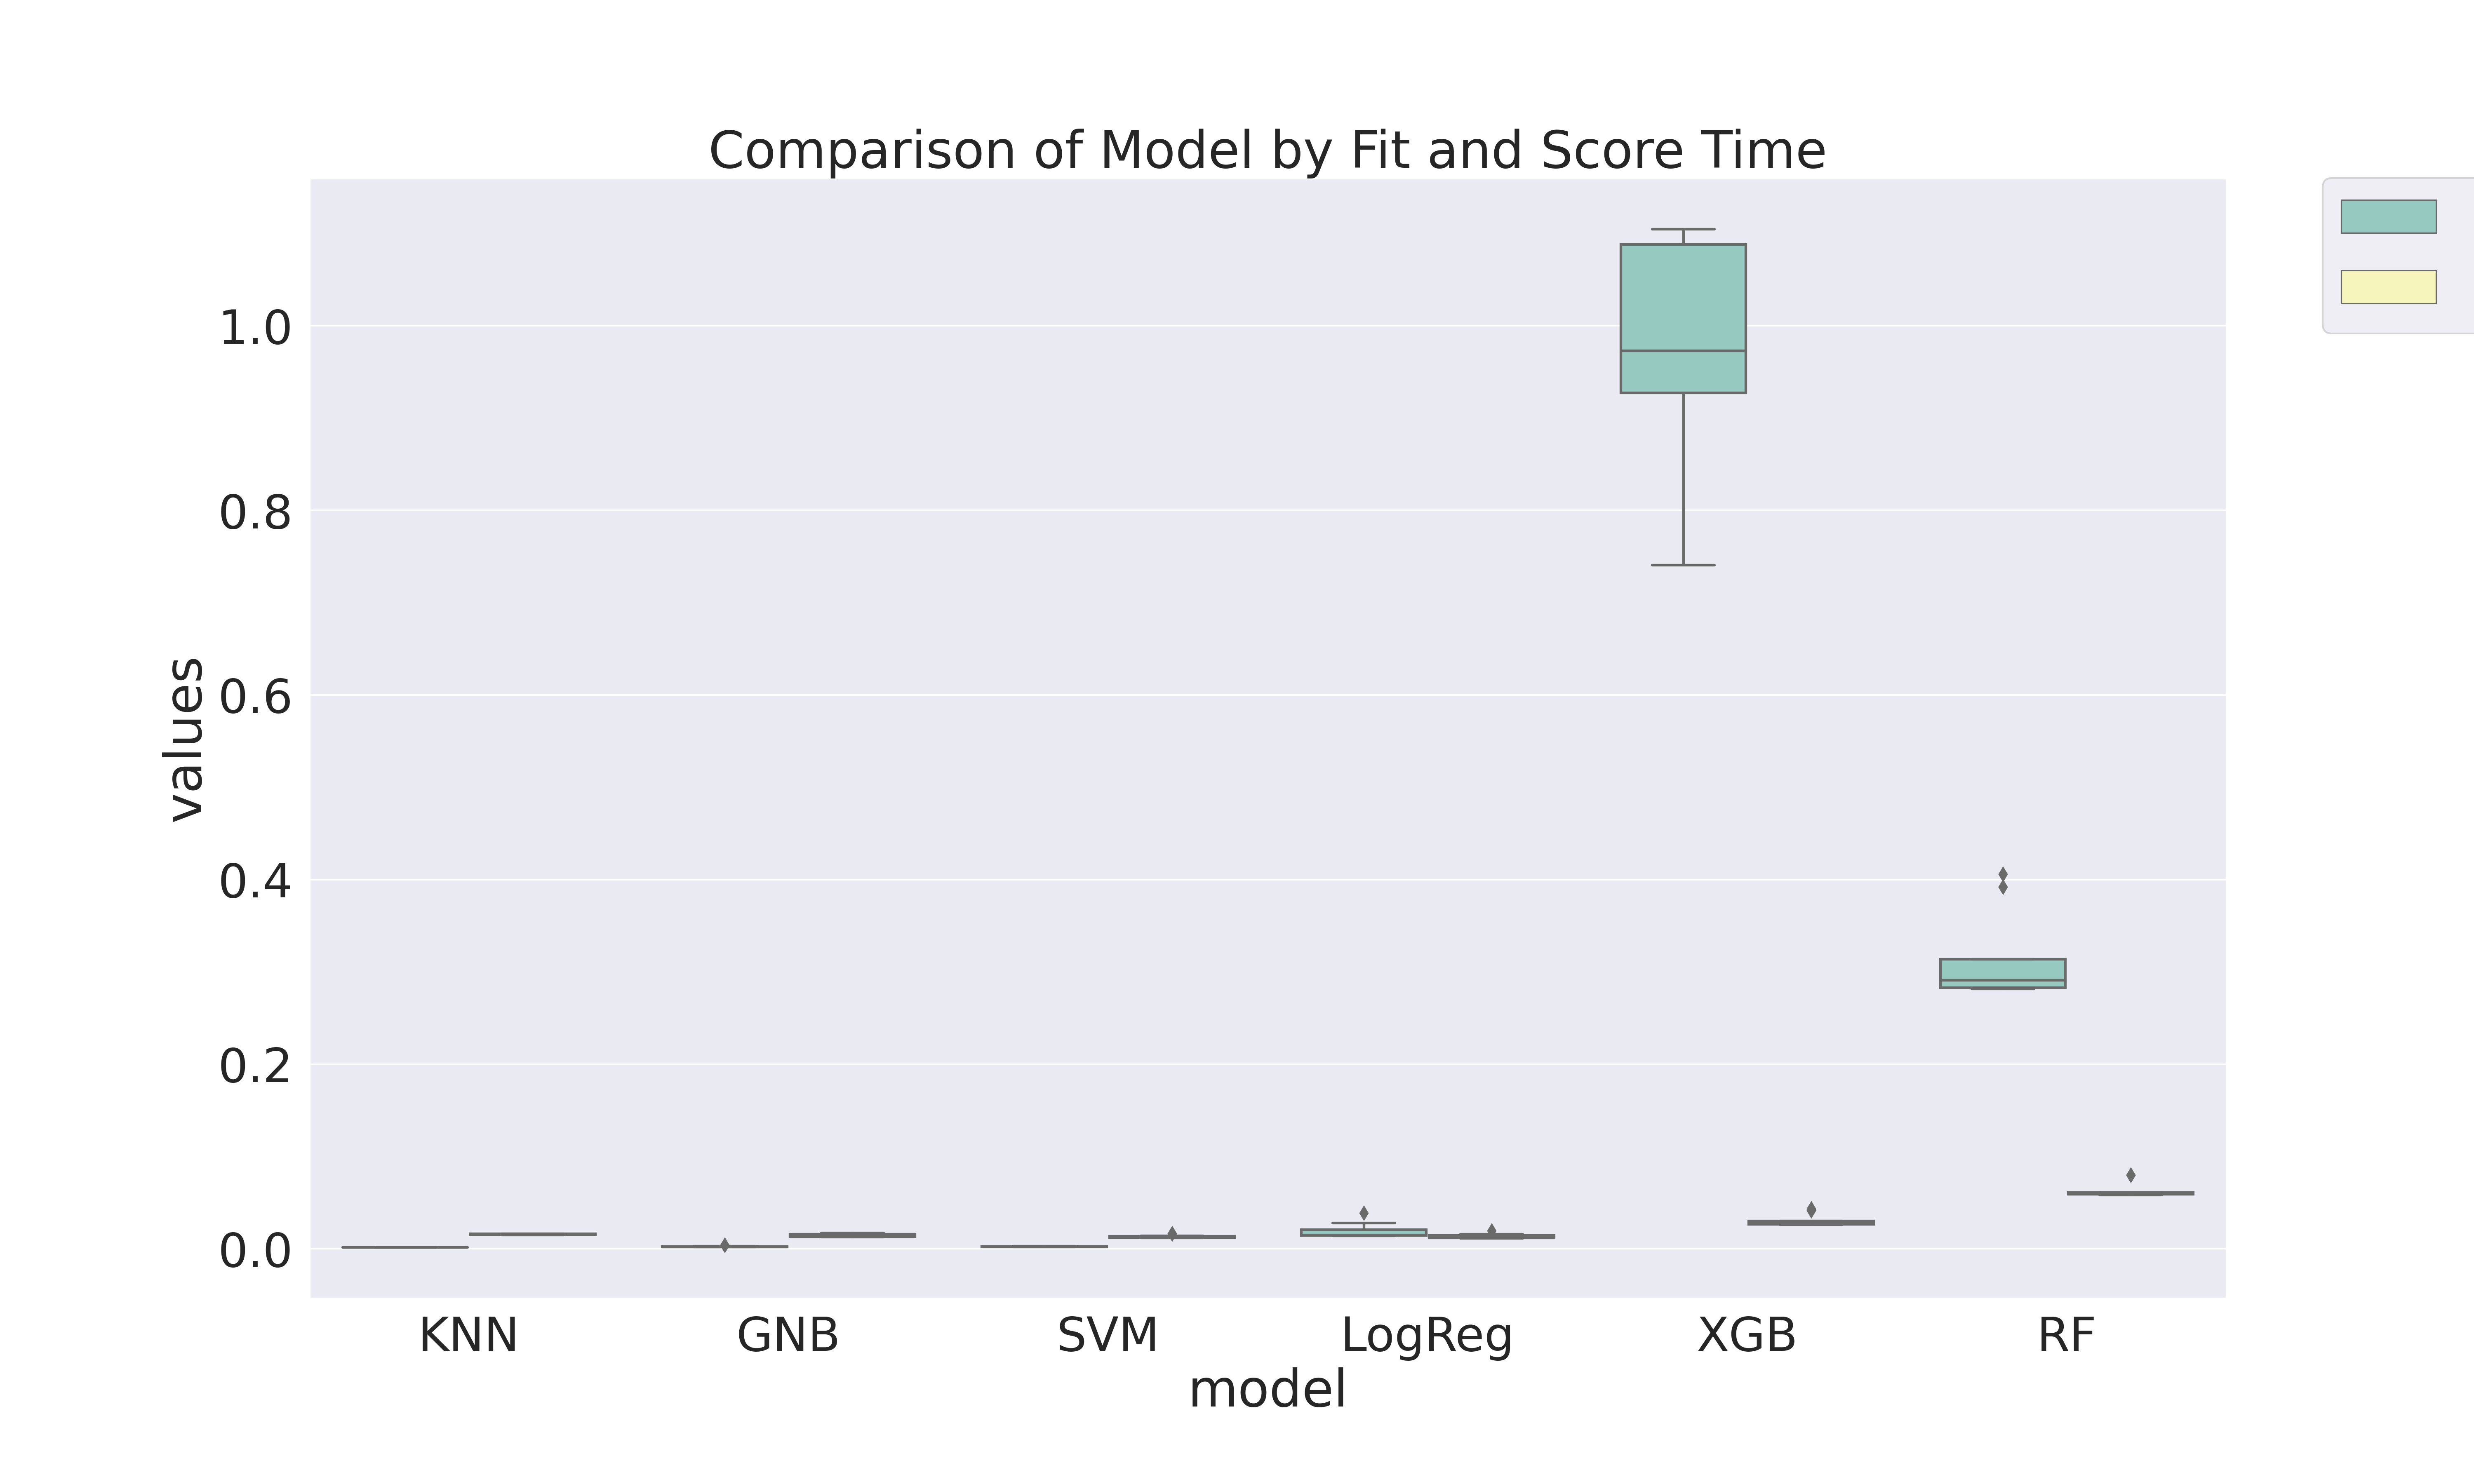 Comparison of Model by Fit and Score Time
1.0
0.8
0.6
0.4
0.2
0.0
values
KNN GNB SVM LogReg XGB RF
model